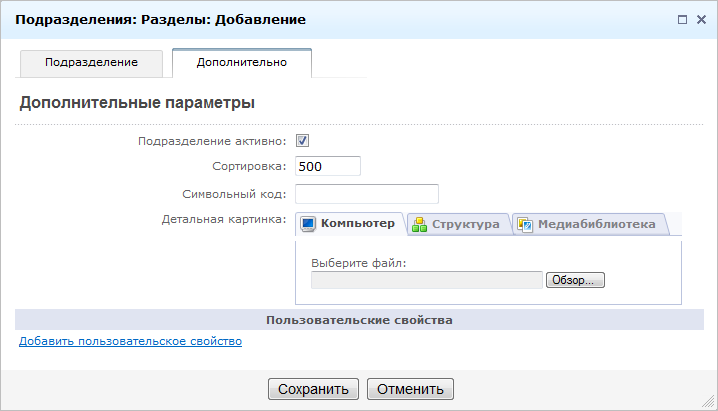 Подразделения: Разделы: Добавление
Подразделение Дополнительно
Дополнительные параметры
Подразделение активно:
Сортировка: 500
Символьный код:
Детальная картинка: Компьютер Структура Медиабиблиотека
Выберите файл:
Обзор...
Пользовательские свойства
Добавить пользовательское свойство
Сохранить Отменить